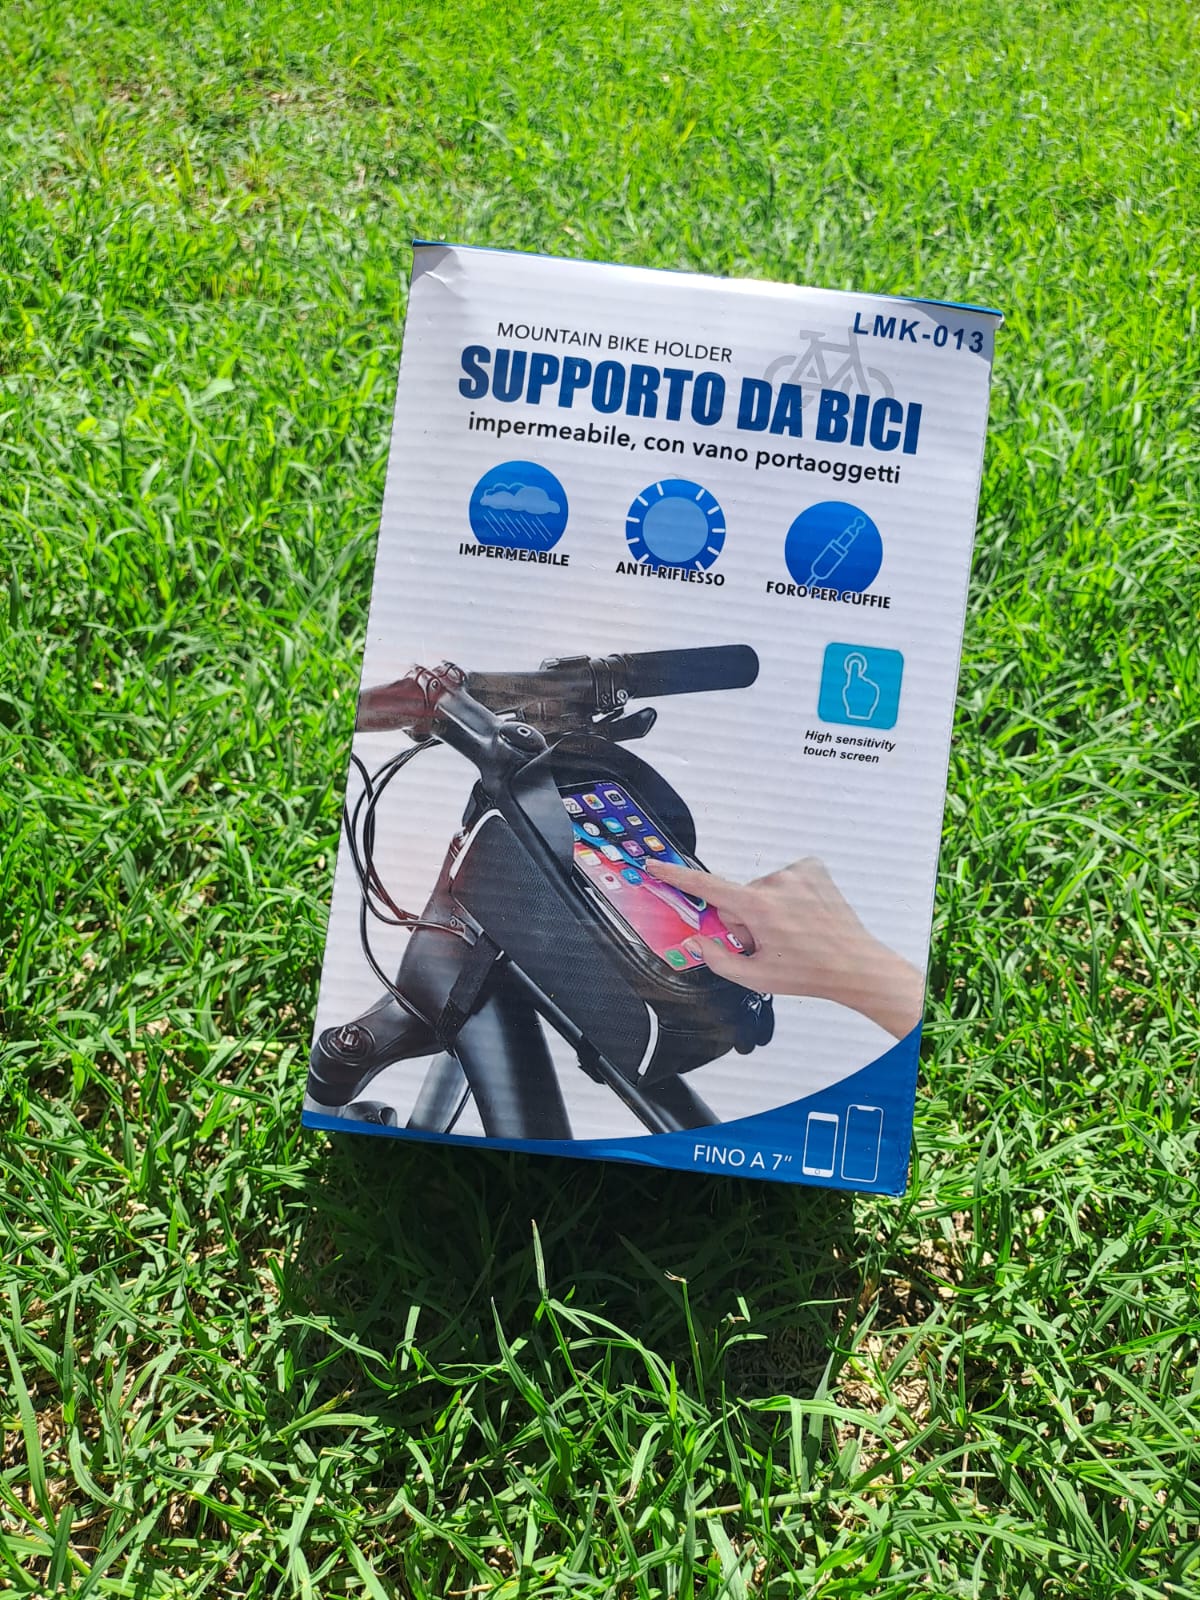 LMK-013
MOUNTAIN BIKE HOLDER
SUPPORTO DA BICI
impermeabile, con vano portaoggetti
IMPERMEABILE
ANTI-RIFLESSO
FORO PER CUFFIE
High sensitivity
touch screen
FINO A 7"